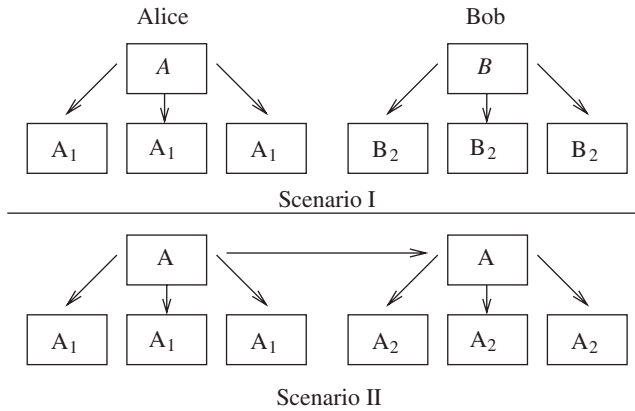 Alice Bob
A B
A₁ A₁ A₁ B₂ B₂ B₂
Scenario I
A A
A₁ A₁ A₁ A₂ A₂ A₂
Scenario II